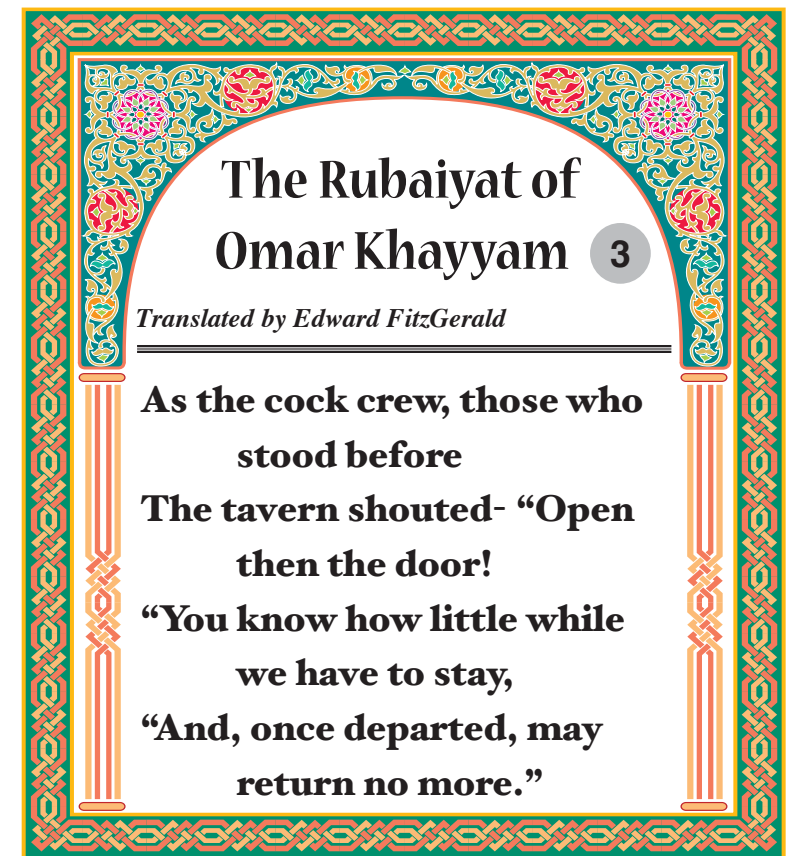 The Rubaiyat of
Omar Khayyam 3
Translated by Edward FitzGerald
As the cock crew, those who
stood before
The tavern shouted- “Open
then the door!
“You know how little while
we have to stay,
“And, once departed, may
return no more.”